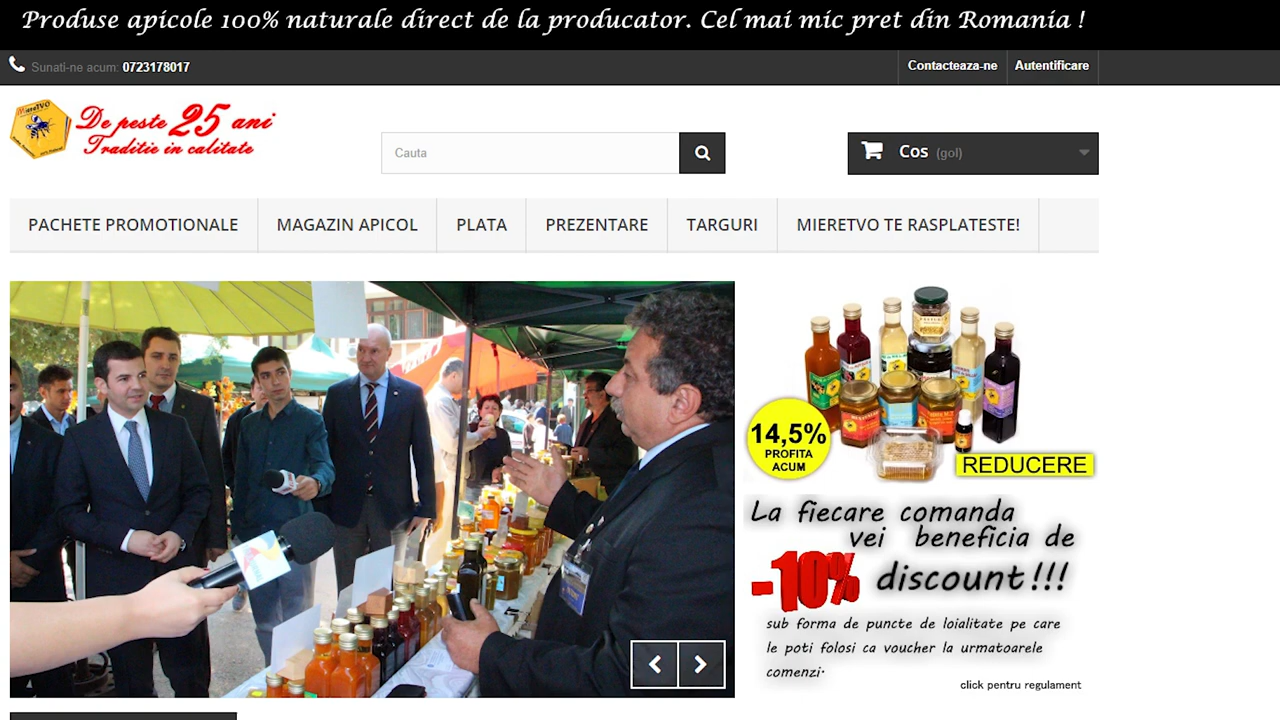 Produse apicole 100% naturale direct de la producator. Cel mai mic pret din Romania !
Sunati-ne acum: 0723178017
Contacteaza-ne
Autentificare
MiereTVO
De peste 25 ani
Traditie in calitate
Cauta
Cos (gol)
PACHETE PROMOTIONALE
MAGAZIN APICOL
PLATA
PREZENTARE
TARGURI
MIERETVO TE RASPLATESTE!
14,5%
PROFITA
ACUM
REDUCERE
La fiecare comanda
vei beneficia de
-10% discount!!!
sub forma de puncte de loialitate pe care
le poti folosi ca voucher la urmatoarele
comenzi.
click pentru regulament